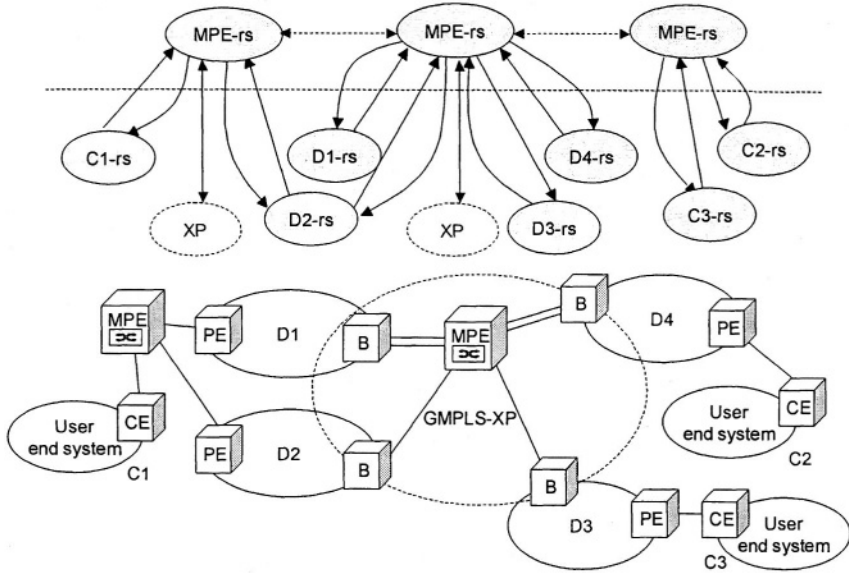 MPE-rs
MPE-rs
MPE-rs
C1-rs
D1-rs
D4-rs
C2-rs
XP
D2-rs
XP
D3-rs
C3-rs
MPE
PE
D1
B
MPE
B
D4
PE
User
end system
CE
C1
PE
D2
B
GMPLS-XP
User
end system
CE
C2
B
D3
PE
CE
User
end system
C3